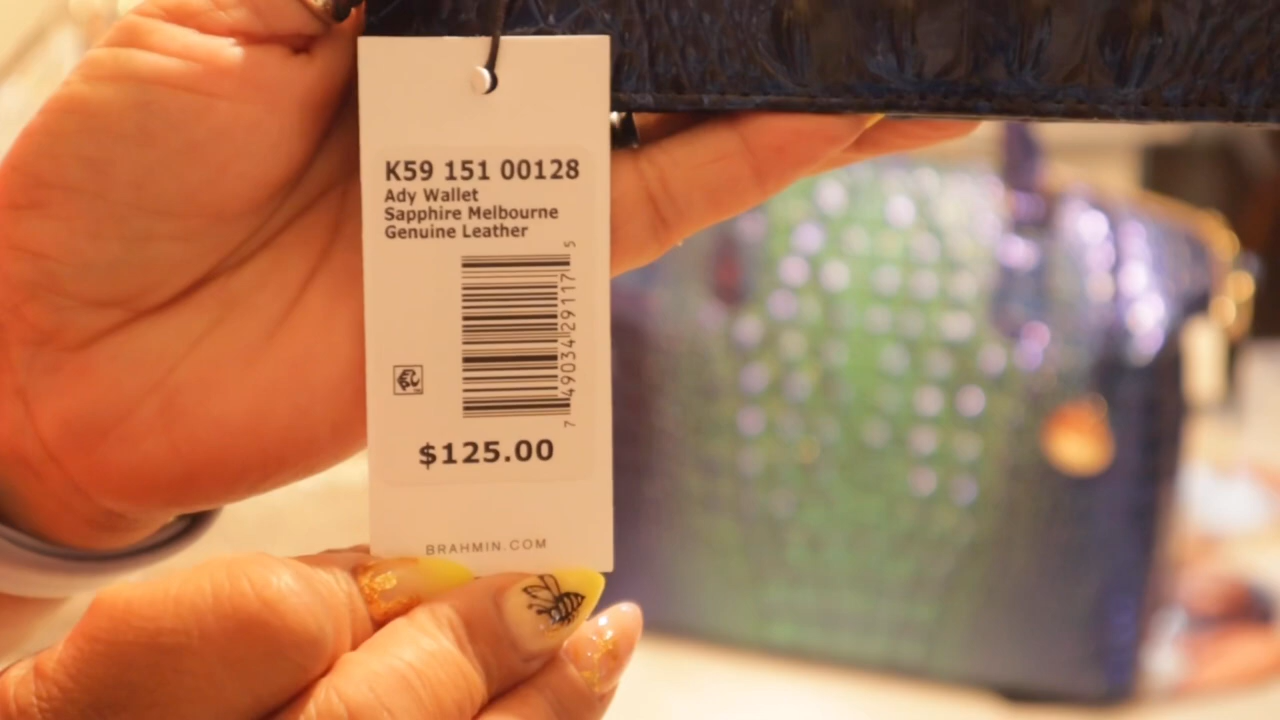 K59 151 00128
Ady Wallet
Sapphire Melbourne
Genuine Leather
7 49034 29117 5
$125.00
BRAHMIN.COM